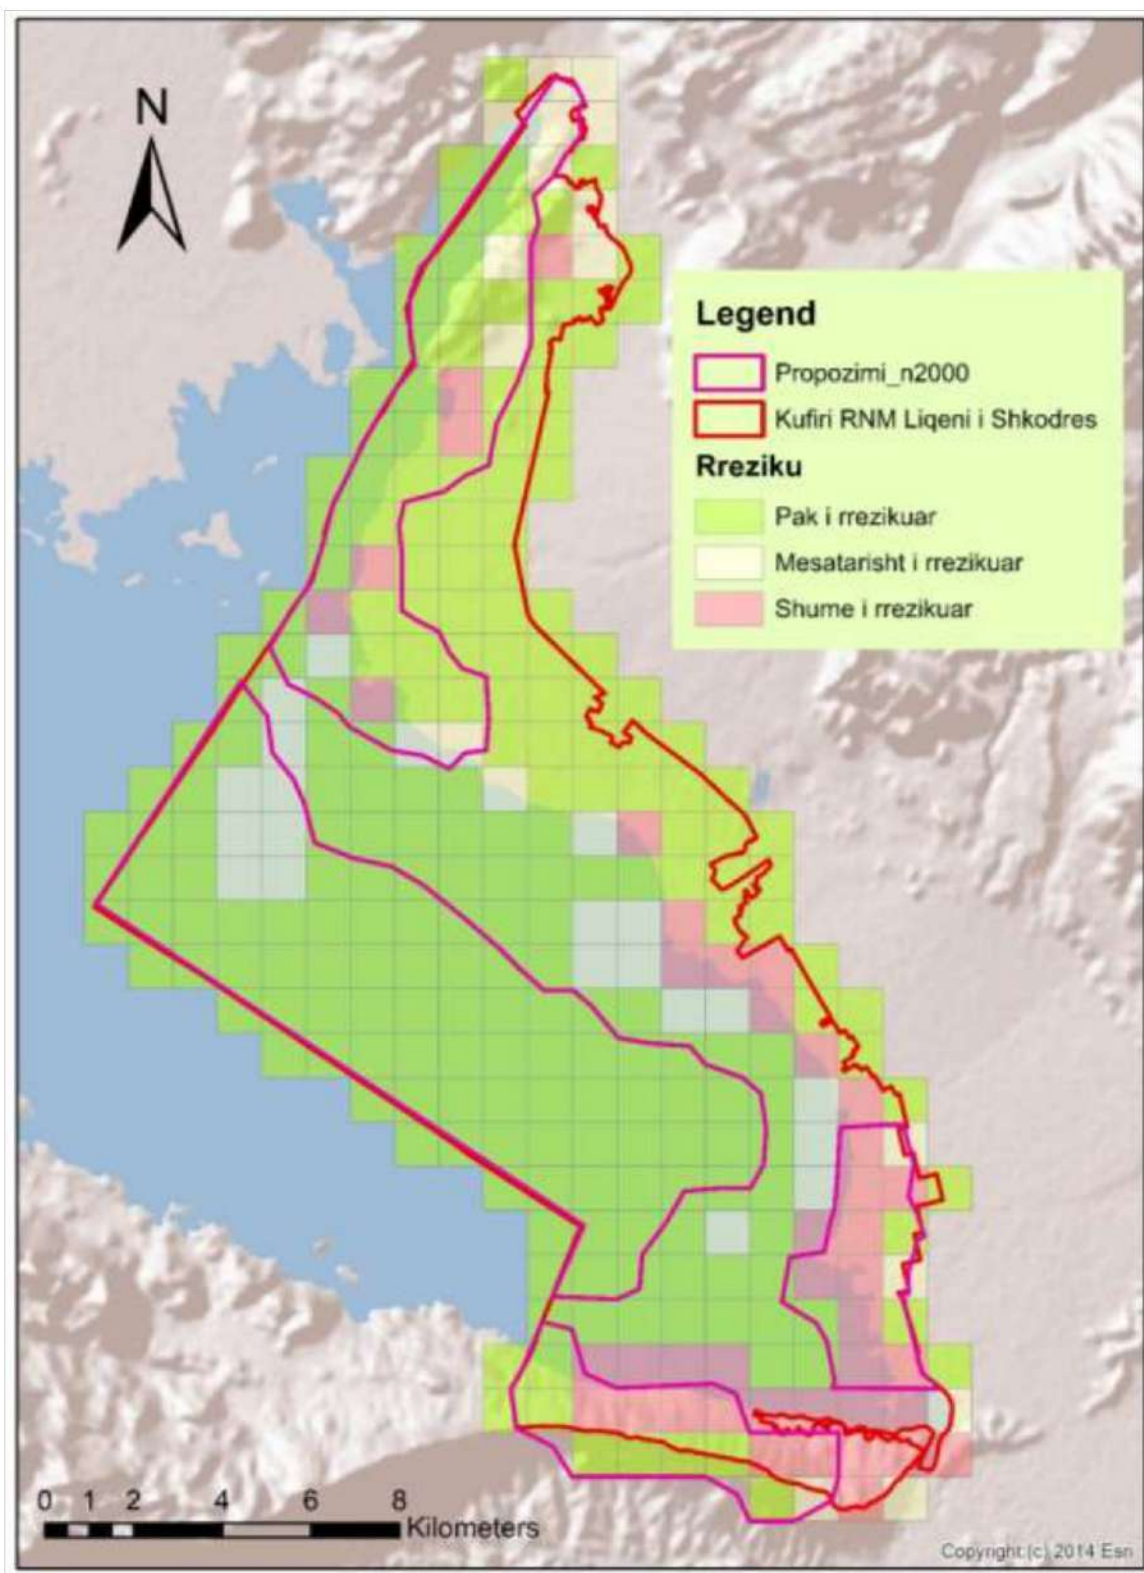 N
Legend
Propozimi_n2000
Kufiri RNM Liqeni i Shkodres
Rreziku
Pak i rrezikuar
Mesatarisht i rrezikuar
Shume i rrezikuar
0 1 2 4 6 8
Kilometers
Copyright:(c) 2014 Esri